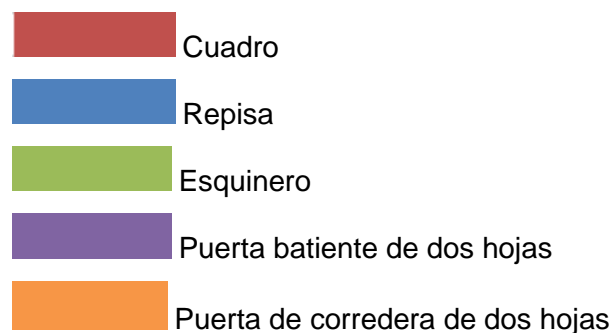 Cuadro
Repisa
Esquinero
Puerta batiente de dos hojas
Puerta de corredera de dos hojas